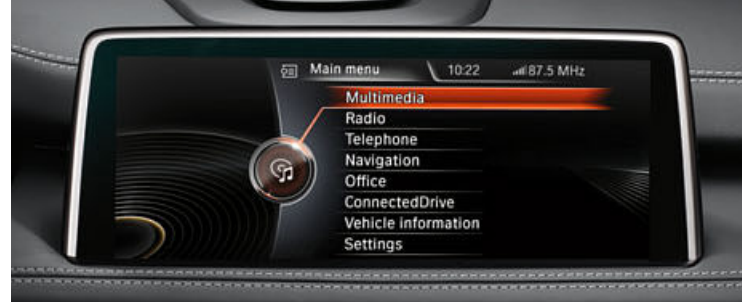 Main menu 10:22 87.5 MHz
Multimedia
Radio
Telephone
Navigation
Office
ConnectedDrive
Vehicle information
Settings